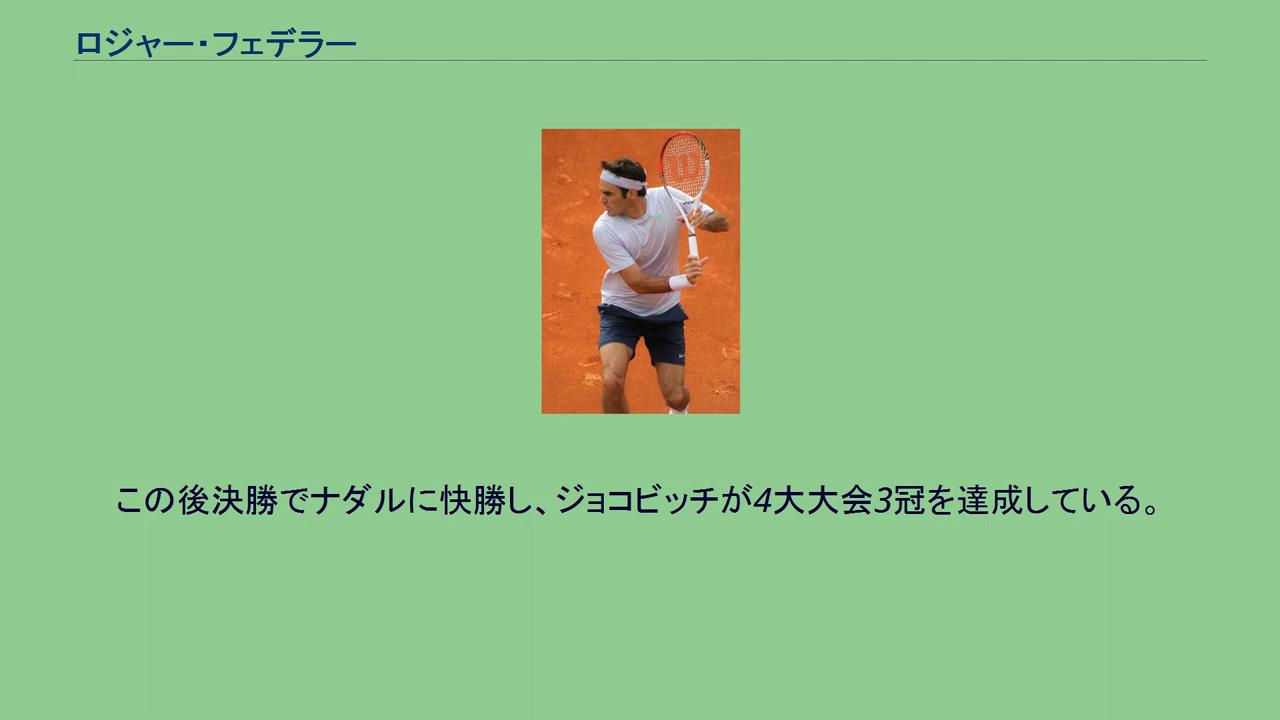 ロジャー・フェデラー
この後決勝でナダルに快勝し、ジョコビッチが4大大会3冠を達成している。